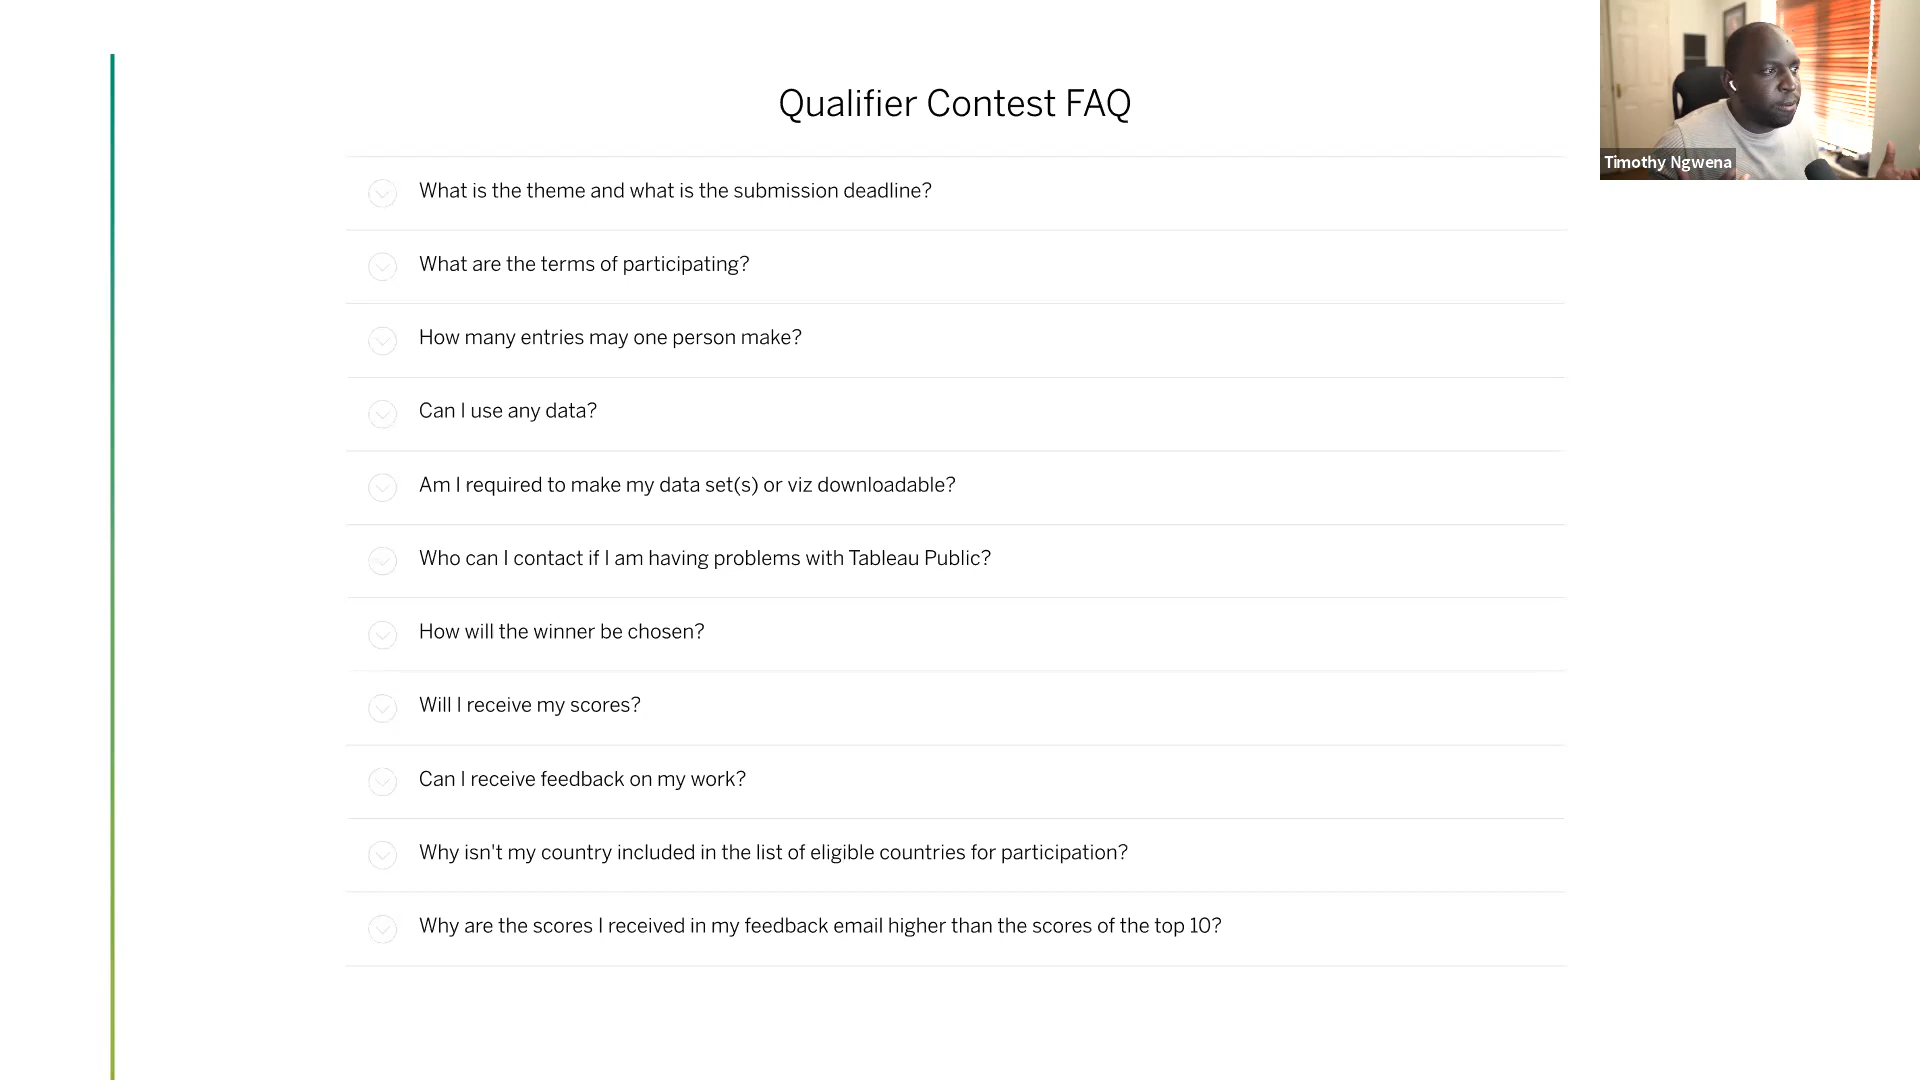 Qualifier Contest FAQ
Timothy Ngwena
What is the theme and what is the submission deadline?
What are the terms of participating?
How many entries may one person make?
Can I use any data?
Am I required to make my data set(s) or viz downloadable?
Who can I contact if I am having problems with Tableau Public?
How will the winner be chosen?
Will I receive my scores?
Can I receive feedback on my work?
Why isn't my country included in the list of eligible countries for participation?
Why are the scores I received in my feedback email higher than the scores of the top 10?